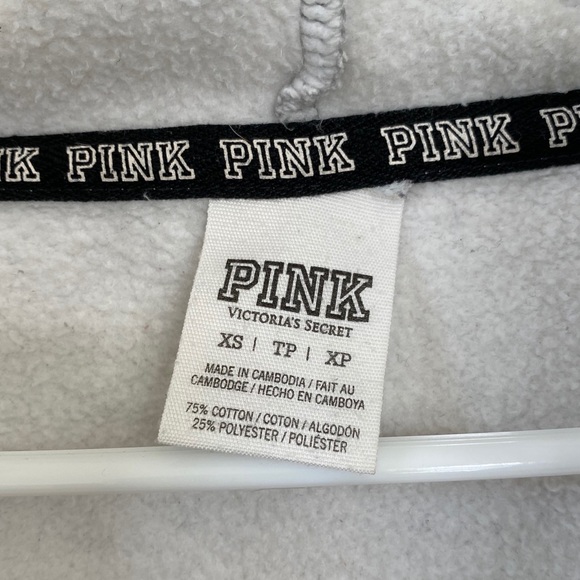 PINK PINK PINK PINK
PINK
VICTORIA'S SECRET
XS | TP | XP
MADE IN CAMBODIA / FAIT AU
CAMBODGE / HECHO EN CAMBOYA
75% COTTON / COTON / ALGODÓN
25% POLYESTER / POLIÉSTER